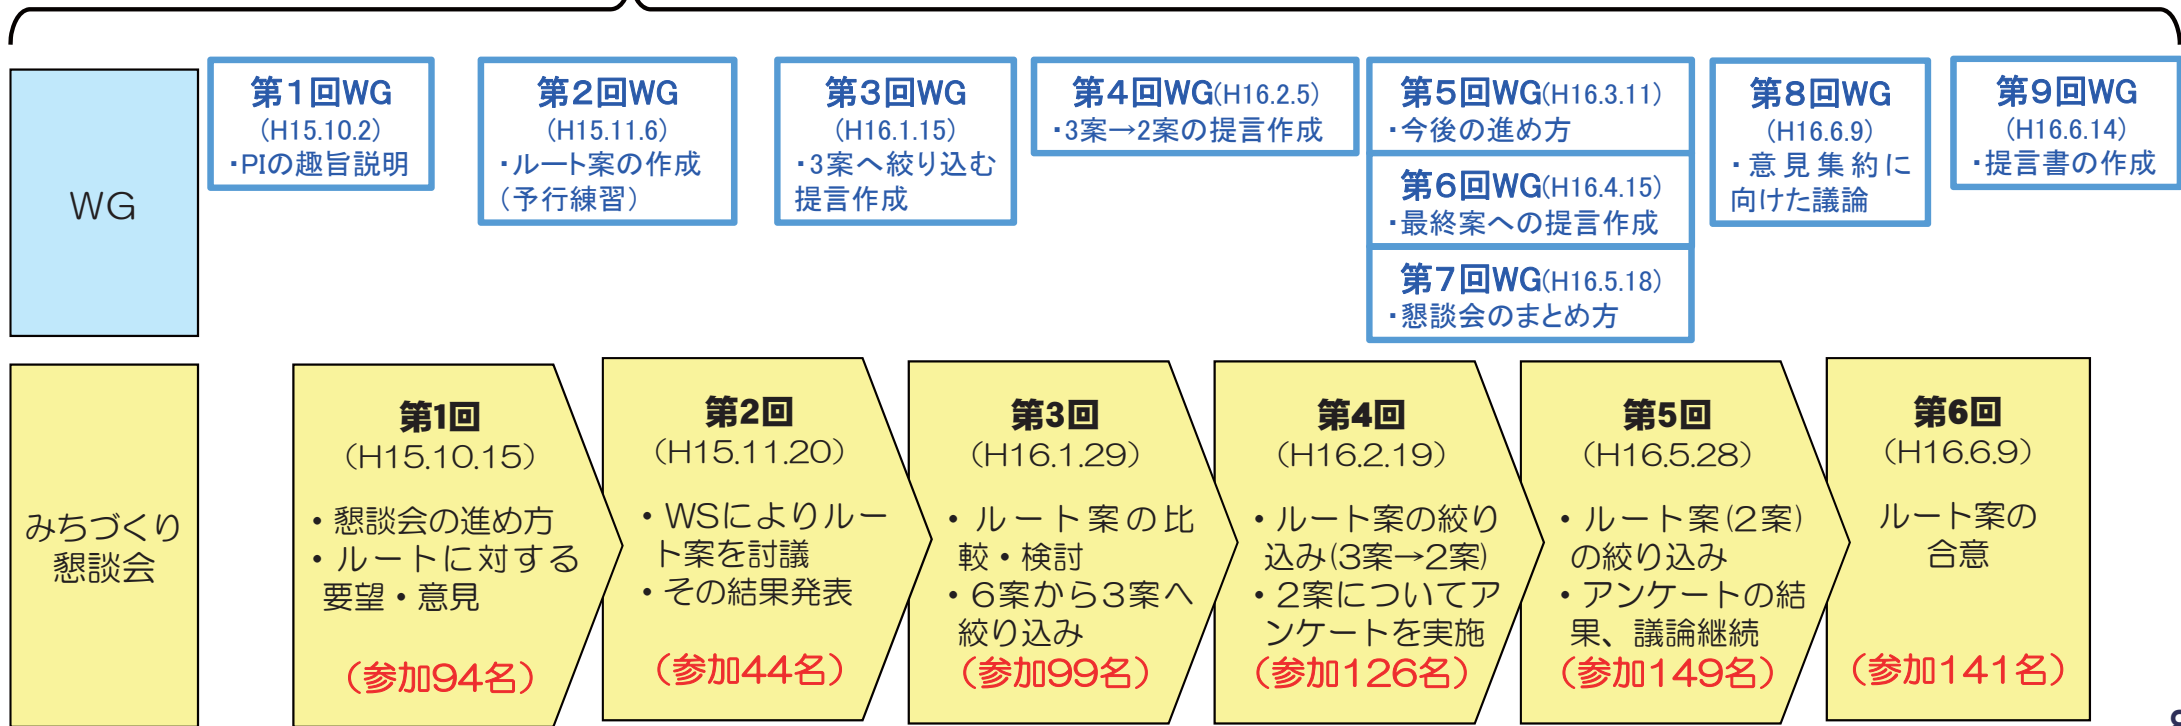 WG
第1回WG
(H15.10.2)
・PIの趣旨説明
第2回WG
(H15.11.6)
・ルート案の作成
(予行練習)
第3回WG
(H16.1.15)
・3案へ絞り込む
提言作成
第4回WG(H16.2.5)
・3案→2案の提言作成
第5回WG(H16.3.11)
・今後の進め方
第6回WG(H16.4.15)
・最終案への提言作成
第7回WG(H16.5.18)
・懇談会のまとめ方
第8回WG
(H16.6.9)
・意見集約に
向けた議論
第9回WG
(H16.6.14)
・提言書の作成
みちづくり
懇談会
第1回
(H15.10.15)
・懇談会の進め方
・ルートに対する
要望・意見
(参加94名)
第2回
(H15.11.20)
・WSによりルー
ト案を討議
・その結果発表
(参加44名)
第3回
(H16.1.29)
・ルート案の比
較・検討
・6案から3案へ
絞り込み
(参加99名)
第4回
(H16.2.19)
・ルート案の絞り
込み(3案→2案)
・2案についてア
ンケートを実施
(参加126名)
第5回
(H16.5.28)
・ルート案(2案)
の絞り込み
・アンケートの結
果、議論継続
(参加149名)
第6回
(H16.6.9)
ルート案の
合意
(参加141名)